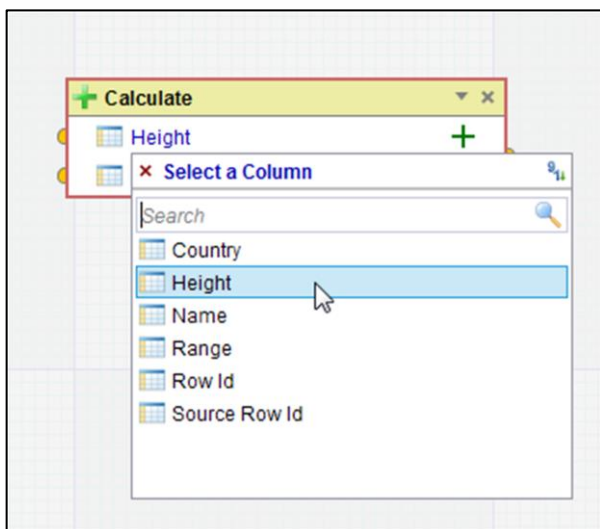 Calculate
Height
Select a Column
Search
Country
Height
Name
Range
Row Id
Source Row Id